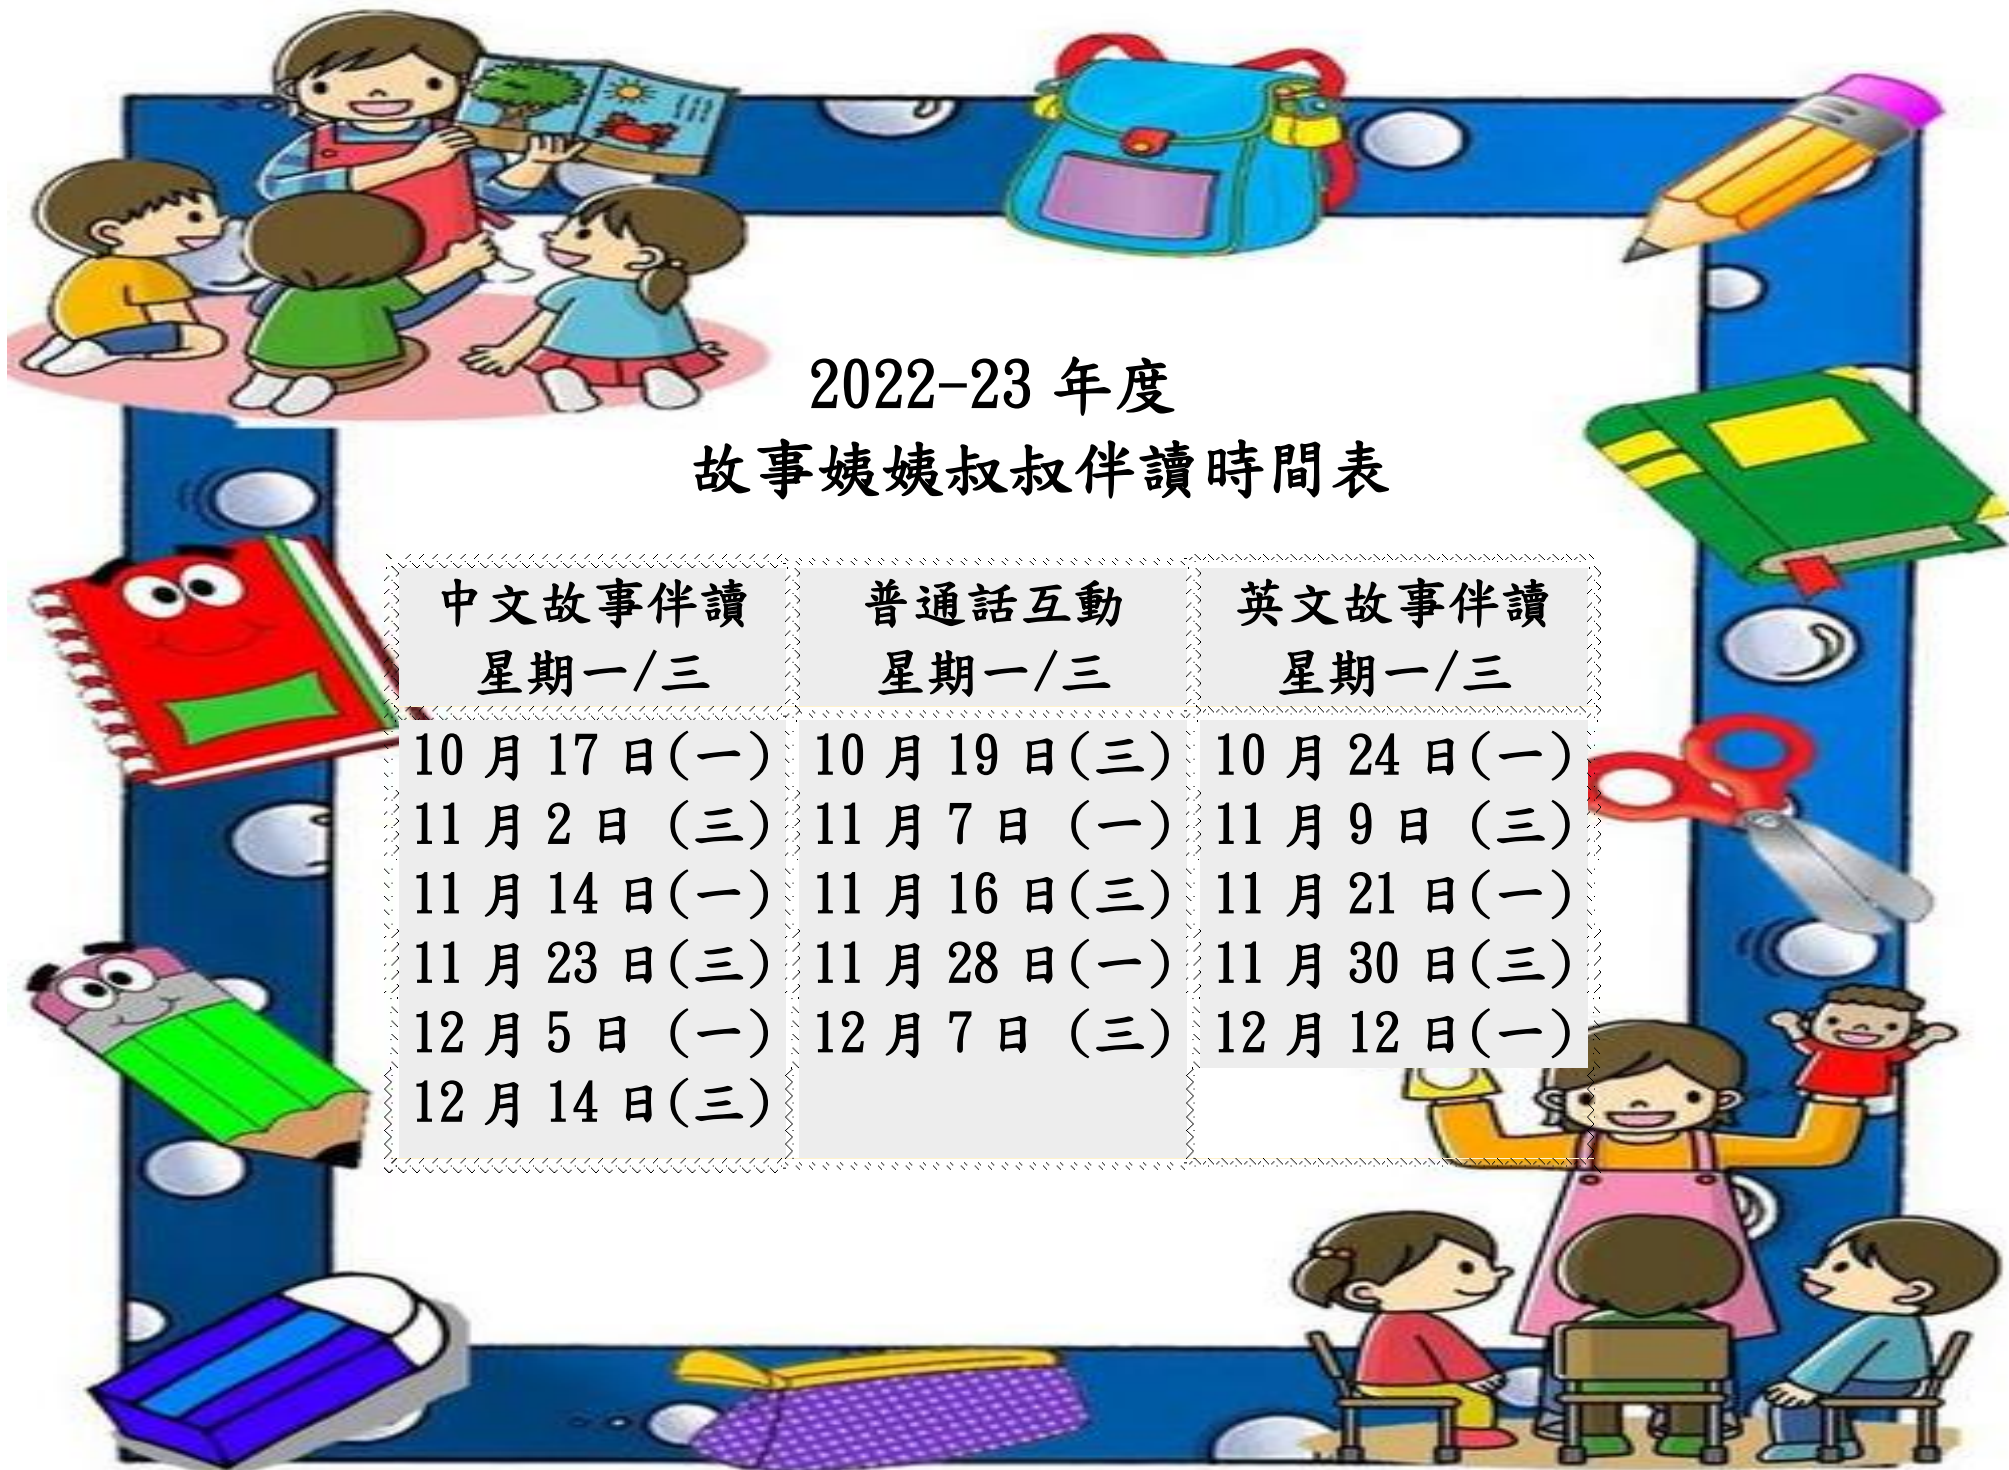 2022-23 年度
故事姨姨叔叔伴讀時間表
中文故事伴讀
星期一/三
普通話互動
星期一/三
英文故事伴讀
星期一/三
10 月 17 日(一)
11 月 2 日 (三)
11 月 14 日(一)
11 月 23 日(三)
12 月 5 日 (一)
12 月 14 日(三)
10 月 19 日(三)
11 月 7 日 (一)
11 月 16 日(三)
11 月 28 日(一)
12 月 7 日 (三)
10 月 24 日(一)
11 月 9 日 (三)
11 月 21 日(一)
11 月 30 日(三)
12 月 12 日(一)